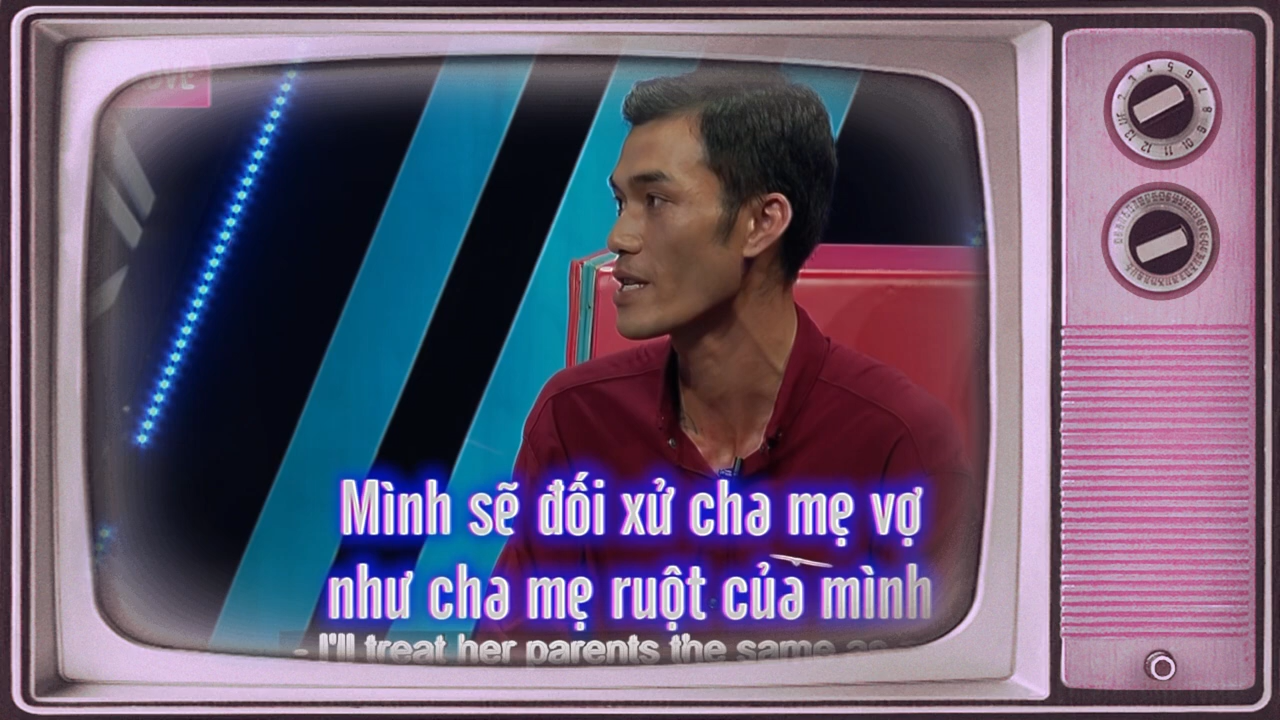 Mình sẽ đối xử cha mẹ vợ
như cha mẹ ruột của mình
- I'll treat her parents the same as